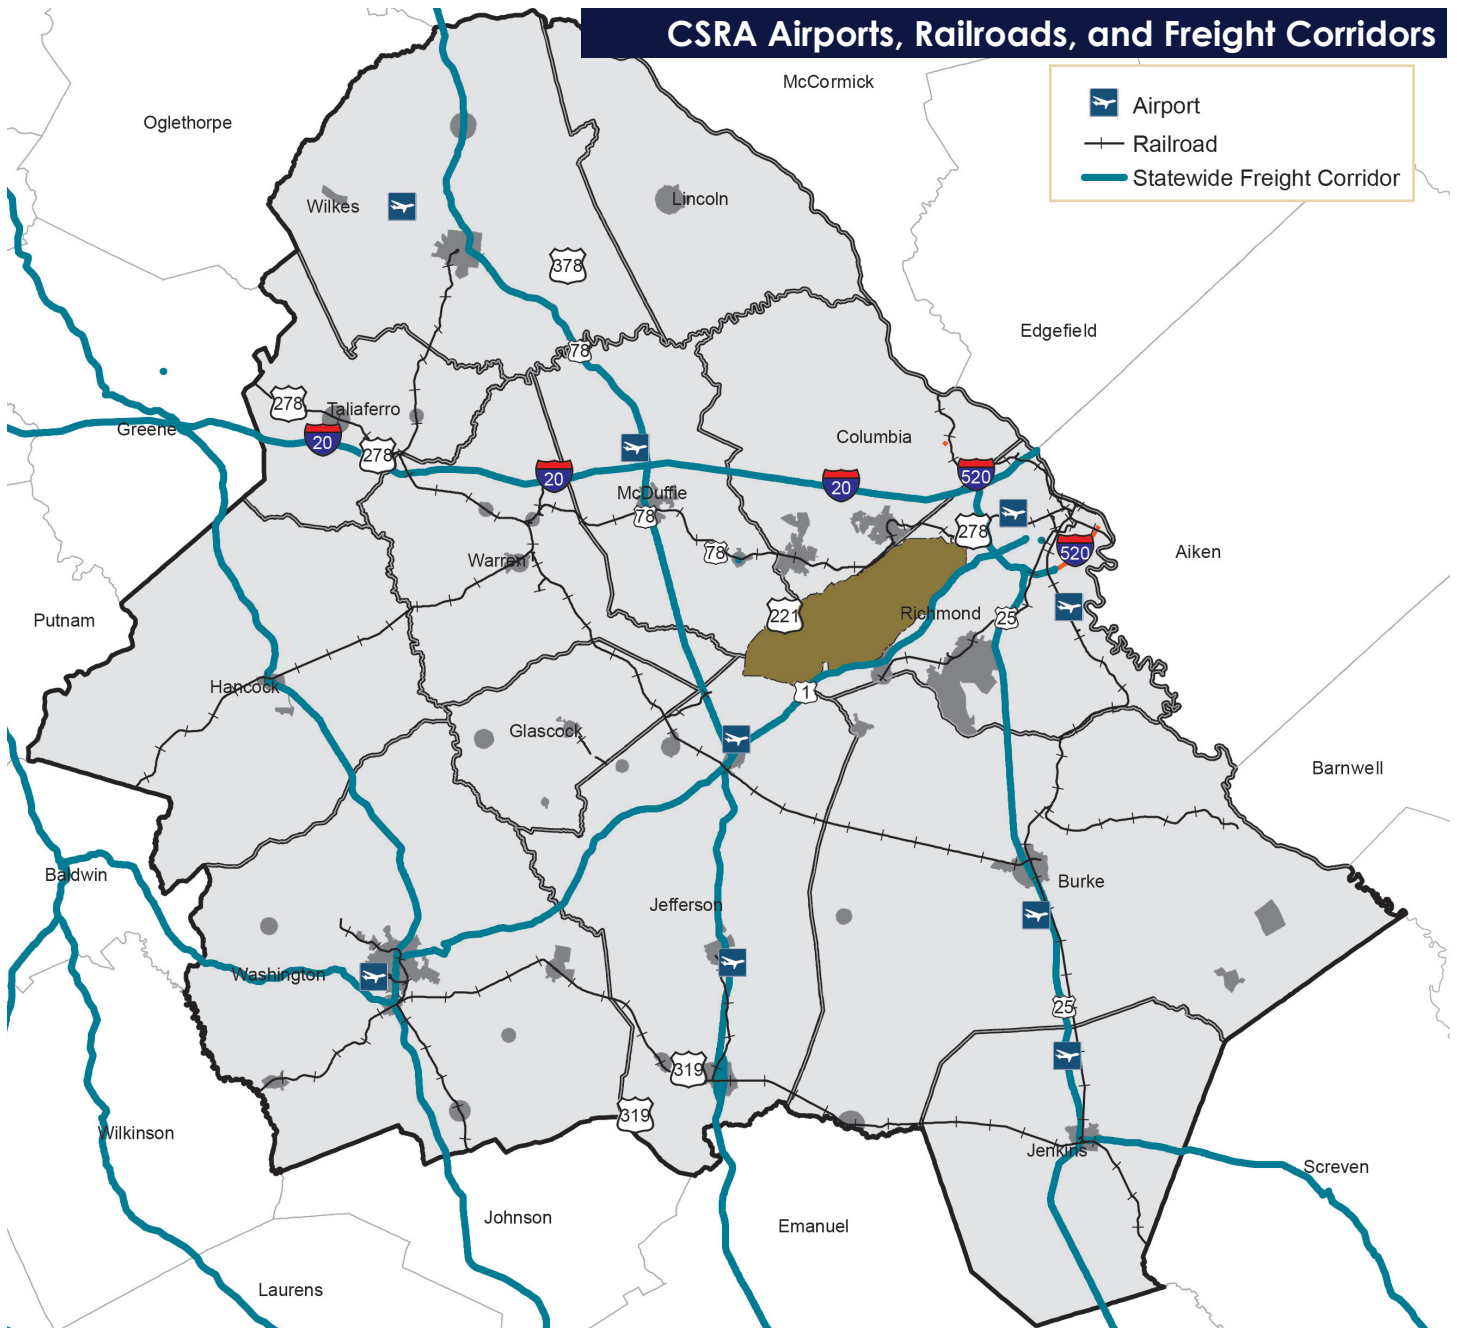 CSRA Airports, Railroads, and Freight Corridors
McCormick
Airport
Oglethorpe
Railroad
Statewide Freight Corridor
Wilkes
Lincoln
378
Edgefield
78
278
Taliaferro
Greene
20
Columbia
278
20
20
520
McDuffie
78
278
78
520
Aiken
Warren
Putnam
221
Richmond
25
Hancock
1
Glascock
Barnwell
Baldwin
Burke
Jefferson
Washington
25
319
319
Wilkinson
Jenkins
Screven
Johnson
Emanuel
Laurens